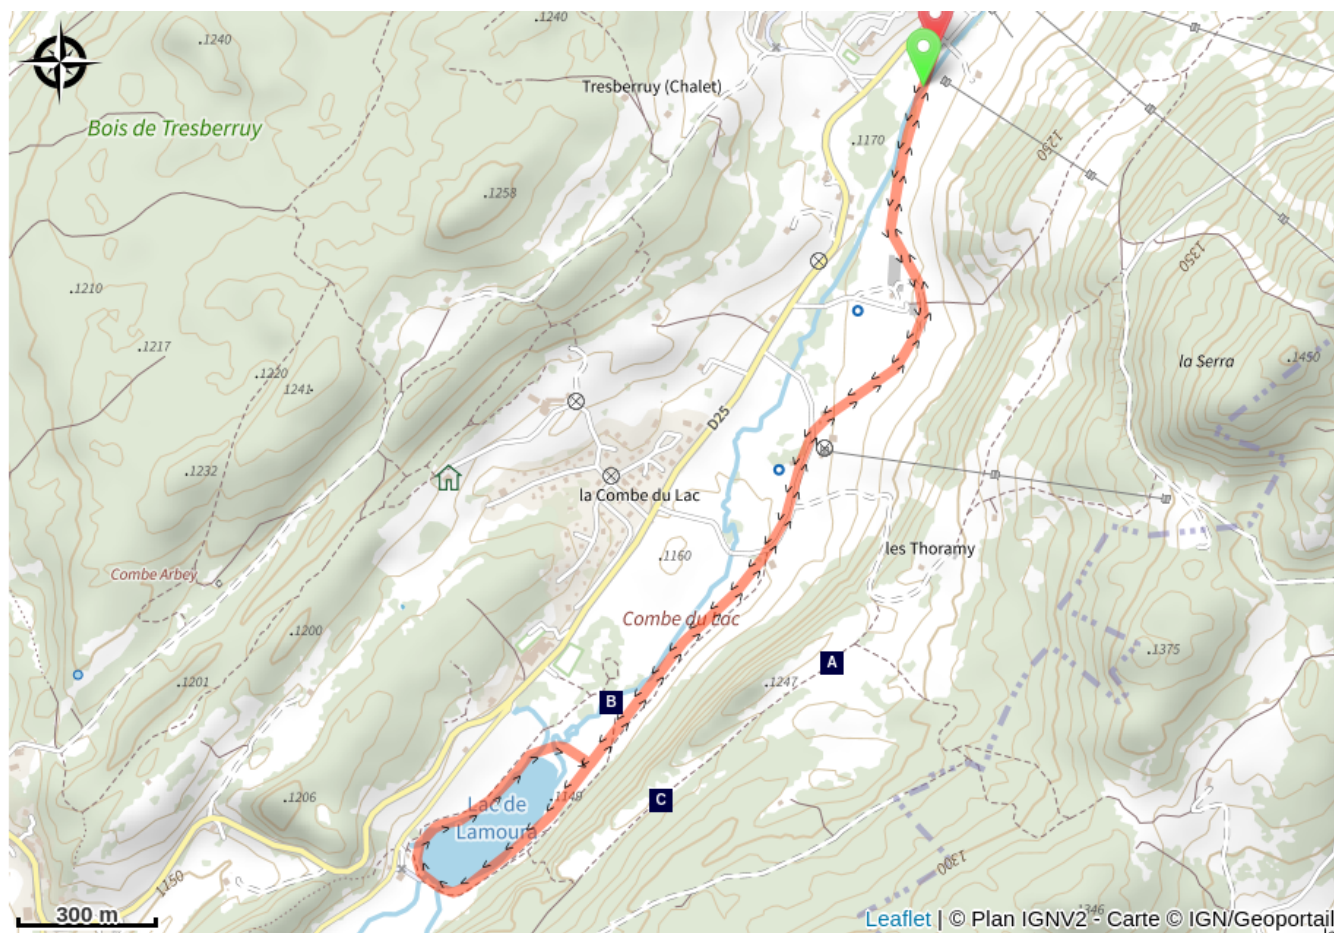 .1240
.1240
Tresberruy (Chalet)
Bois de Tresberruy
.1170
1250
.1258
1350
.1210
.1217
la Serra
.1450
.1220
1241.
D25
.1232
la Combe du Lac
les Thoramy
.1160
Combe Arbey
Combe du Lac
.1200
.1375
A
.1247
.1201
B
.1206
C
.1149
Lac de
Lamoura
1300
1150
.1346
300 m
Leaflet | © Plan IGNV2 - Carte © IGN/Geoportail